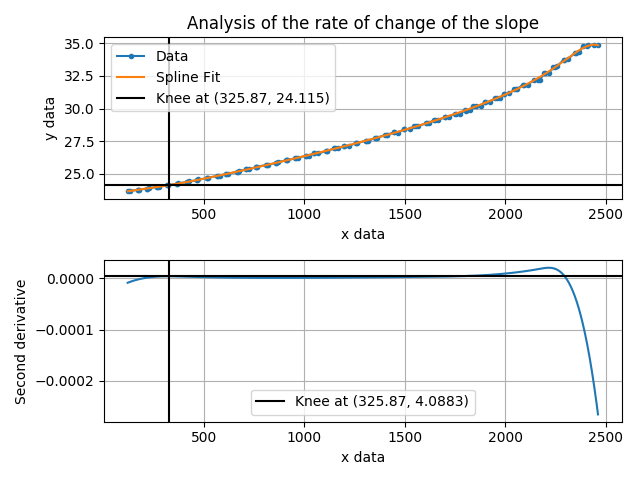 Analysis of the rate of change of the slope
35.0
32.5
30.0
27.5
25.0
y data
Data
Spline Fit
Knee at (325.87, 24.115)
500
1000
1500
2000
2500
x data
0.0000
−0.0001
−0.0002
Second derivative
Knee at (325.87, 4.0883)
500
1000
1500
2000
2500
x data